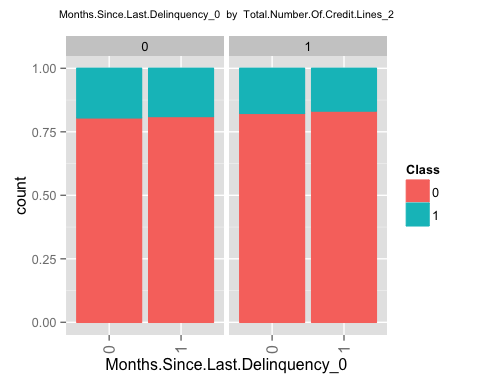 Months.Since.Last.Delinquency_0 by Total.Number.Of.Credit.Lines_2
0 1
1.00
0.75
0.50
0.25
0.00
count
0 1 0 1
Months.Since.Last.Delinquency_0
Class
0
1